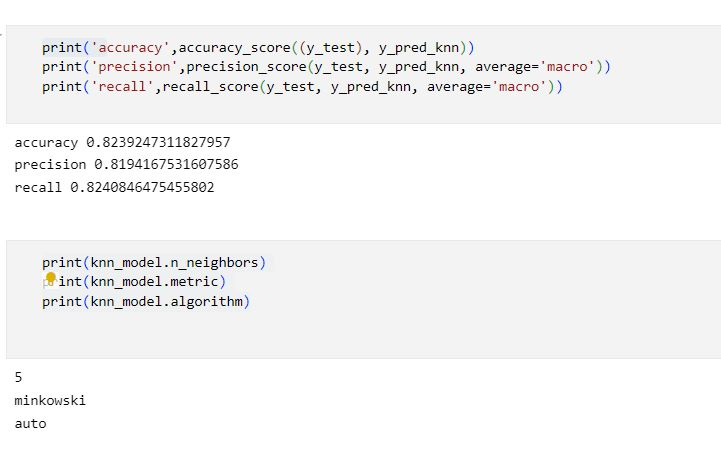 print('accuracy',accuracy_score((y_test), y_pred_knn))
print('precision',precision_score(y_test, y_pred_knn, average='macro'))
print('recall',recall_score(y_test, y_pred_knn, average='macro'))
accuracy 0.8239247311827957
precision 0.8194167531607586
recall 0.8240846475455802
print(knn_model.n_neighbors)
print(knn_model.metric)
print(knn_model.algorithm)
5
minkowski
auto